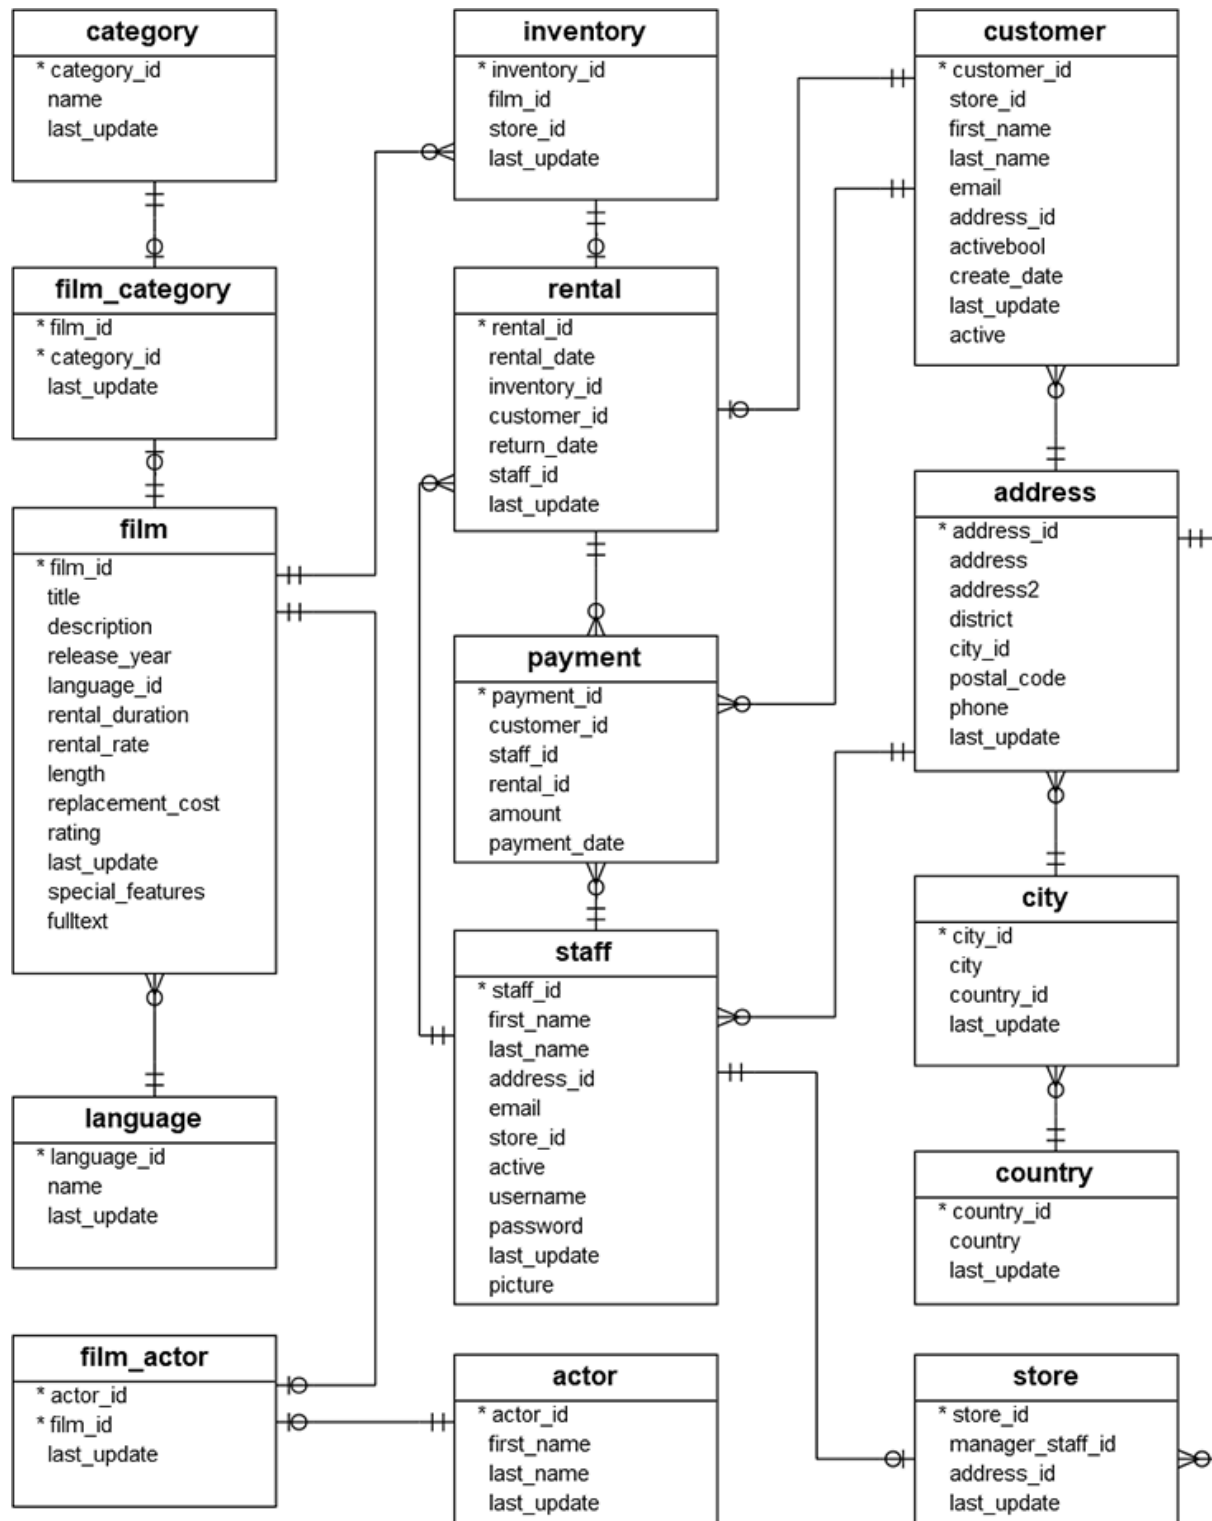 category
* category_id
name
last_update
inventory
* inventory_id
film_id
store_id
last_update
customer
* customer_id
store_id
first_name
last_name
email
address_id
activebool
create_date
last_update
active
film_category
* film_id
* category_id
last_update
rental
* rental_id
rental_date
inventory_id
customer_id
return_date
staff_id
last_update
address
* address_id
address
address2
district
city_id
postal_code
phone
last_update
film
* film_id
title
description
release_year
language_id
rental_duration
rental_rate
length
replacement_cost
rating
last_update
special_features
fulltext
payment
* payment_id
customer_id
staff_id
rental_id
amount
payment_date
city
* city_id
city
country_id
last_update
staff
* staff_id
first_name
last_name
address_id
email
store_id
active
username
password
last_update
picture
language
* language_id
name
last_update
country
* country_id
country
last_update
film_actor
* actor_id
* film_id
last_update
actor
* actor_id
first_name
last_name
last_update
store
* store_id
manager_staff_id
address_id
last_update